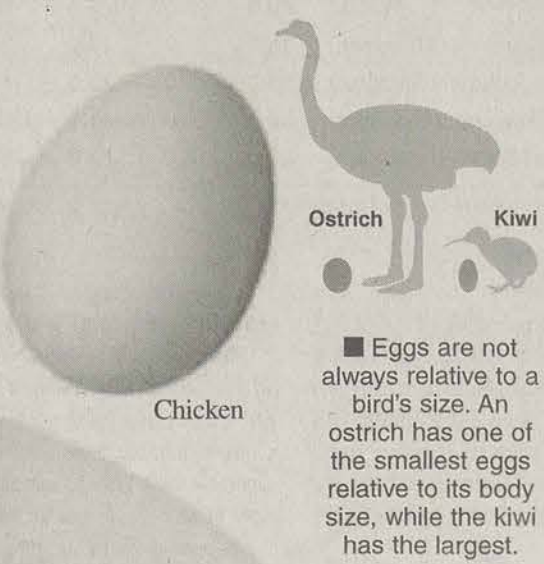 Ostrich
Kiwi
Chicken
■ Eggs are not
always relative to a
bird's size. An
ostrich has one of
the smallest eggs
relative to its body
size, while the kiwi
has the largest.